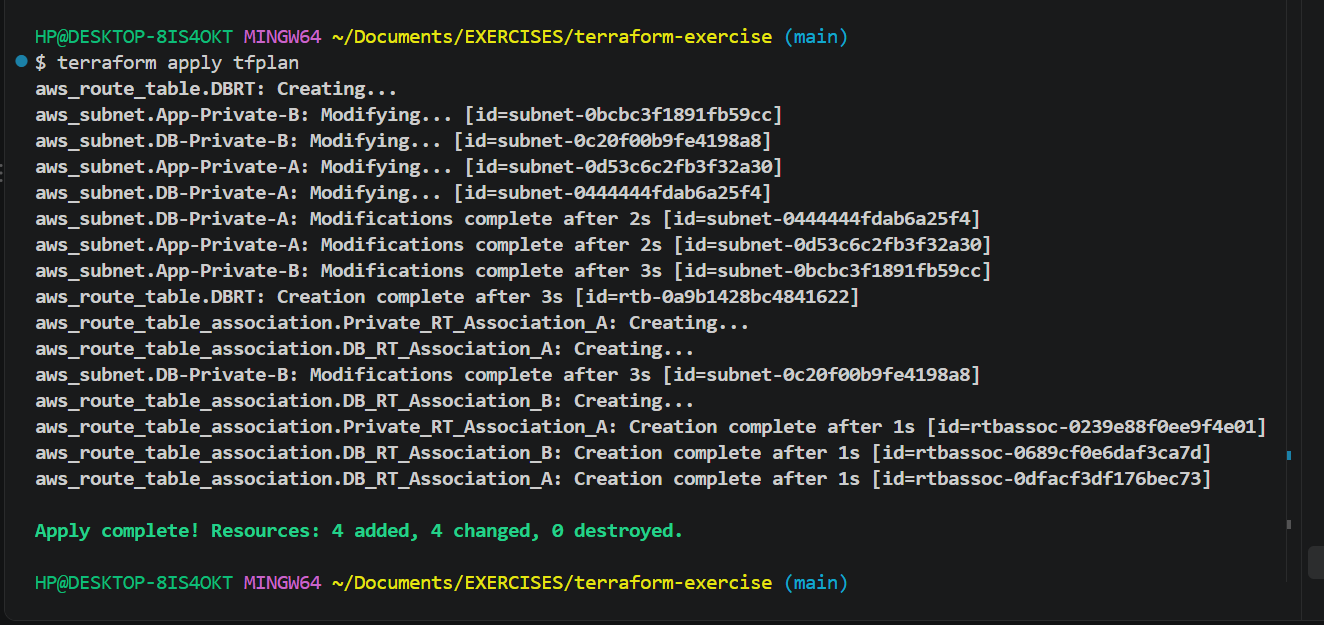 HP@DESKTOP-8IS4OKT MINGW64 ~/Documents/EXERCISES/terraform-exercise (main)
$ terraform apply tfplan
aws_route_table.DBRT: Creating...
aws_subnet.App-Private-B: Modifying... [id=subnet-0bcbc3f1891fb59cc]
aws_subnet.DB-Private-B: Modifying... [id=subnet-0c20f00b9fe4198a8]
aws_subnet.App-Private-A: Modifying... [id=subnet-0d53c6c2fb3f32a30]
aws_subnet.DB-Private-A: Modifying... [id=subnet-0444444fdab6a25f4]
aws_subnet.DB-Private-A: Modifications complete after 2s [id=subnet-0444444fdab6a25f4]
aws_subnet.App-Private-A: Modifications complete after 2s [id=subnet-0d53c6c2fb3f32a30]
aws_subnet.App-Private-B: Modifications complete after 3s [id=subnet-0bcbc3f1891fb59cc]
aws_route_table.DBRT: Creation complete after 3s [id=rtb-0a9b1428bc4841622]
aws_route_table_association.Private_RT_Association_A: Creating...
aws_route_table_association.DB_RT_Association_A: Creating...
aws_subnet.DB-Private-B: Modifications complete after 3s [id=subnet-0c20f00b9fe4198a8]
aws_route_table_association.DB_RT_Association_B: Creating...
aws_route_table_association.Private_RT_Association_A: Creation complete after 1s [id=rtbassoc-0239e88f0ee9f4e01]
aws_route_table_association.DB_RT_Association_B: Creation complete after 1s [id=rtbassoc-0689cf0e6daf3ca7d]
aws_route_table_association.DB_RT_Association_A: Creation complete after 1s [id=rtbassoc-0dfacf3df176bec73]
Apply complete! Resources: 4 added, 4 changed, 0 destroyed.
HP@DESKTOP-8IS4OKT MINGW64 ~/Documents/EXERCISES/terraform-exercise (main)